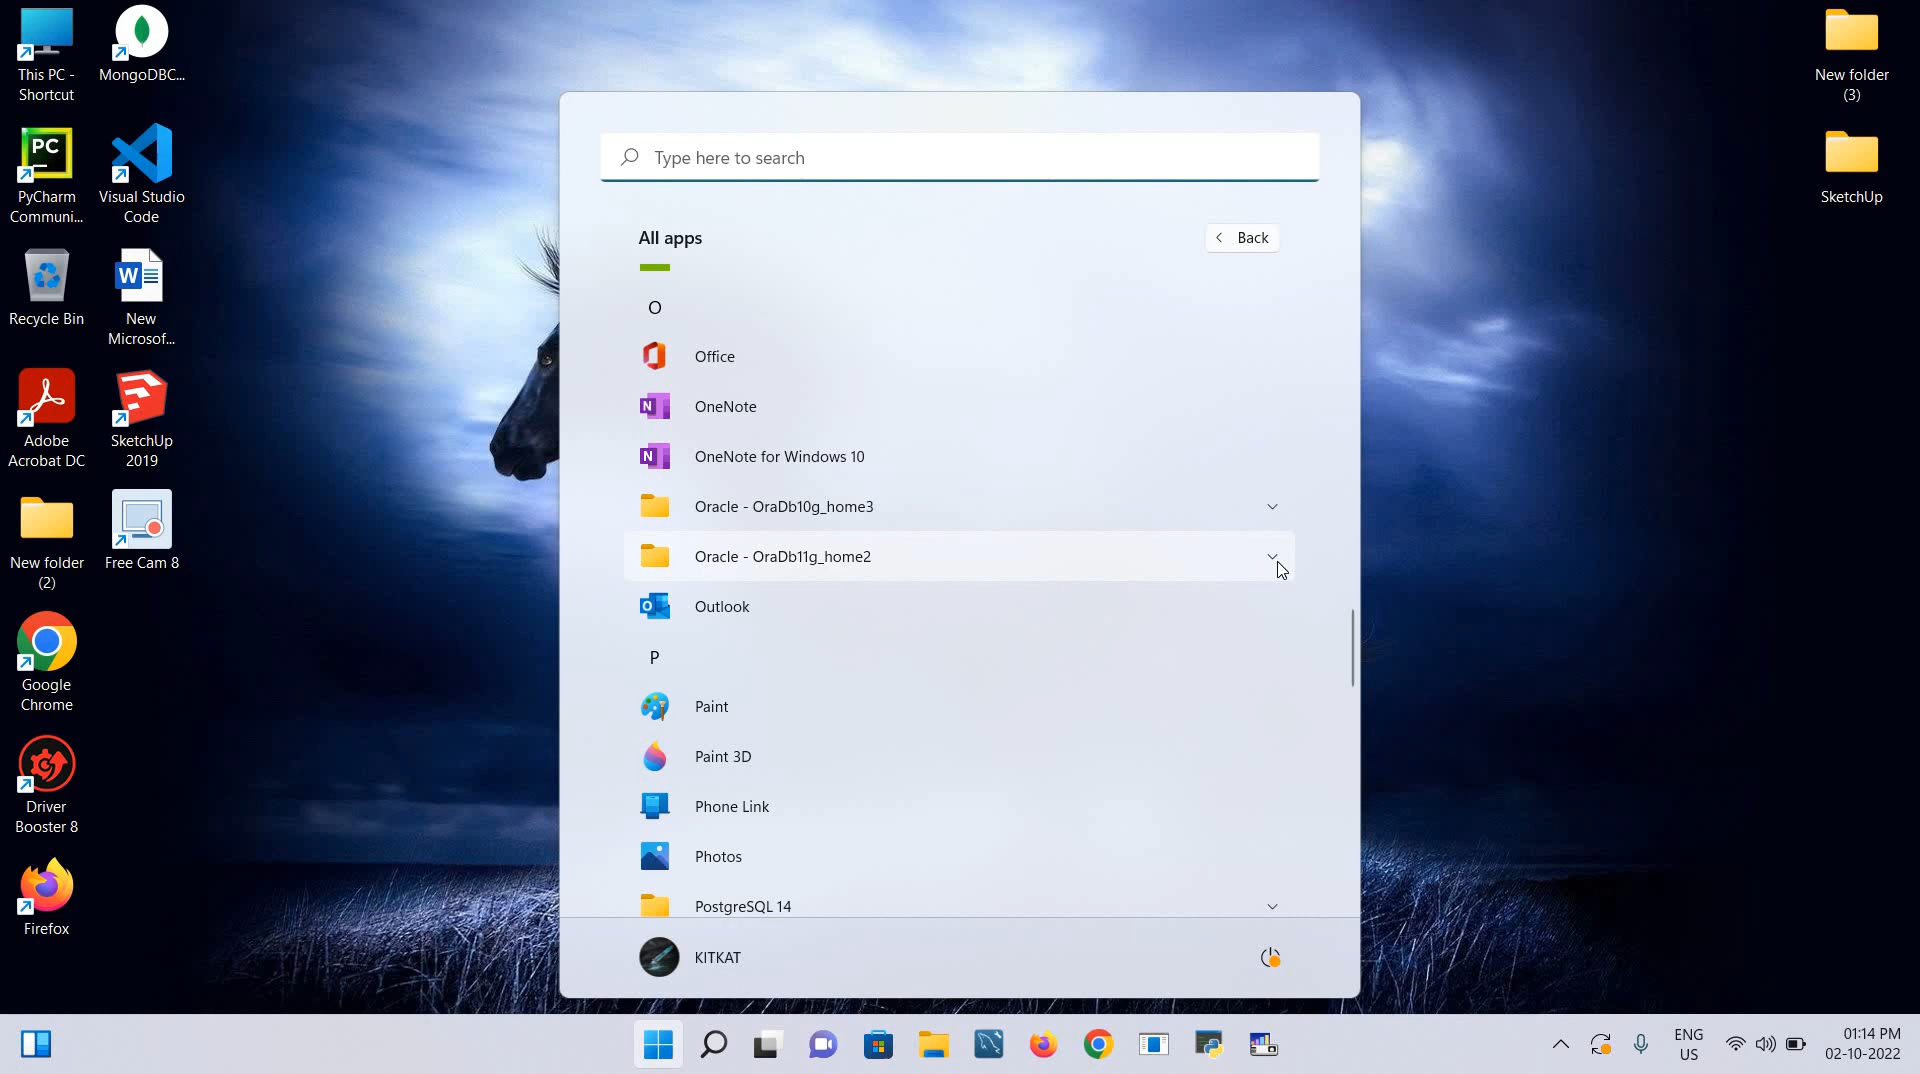 This PC -
Shortcut
MongoDBC...
PC
PyCharm
Communi...
Visual Studio
Code
Recycle Bin
W
New
Microsof...
Adobe
Acrobat DC
SketchUp
2019
New folder
(2)
Free Cam 8
Google
Chrome
Driver
Booster 8
Firefox
Type here to search
All apps
Back
O
Office
N
OneNote
N
OneNote for Windows 10
Oracle - OraDb10g_home3
Oracle - OraDb11g_home2
O
Outlook
P
Paint
Paint 3D
Phone Link
Photos
PostgreSQL 14
KITKAT
New folder
(3)
SketchUp
ENG
US
01:14 PM
02-10-2022